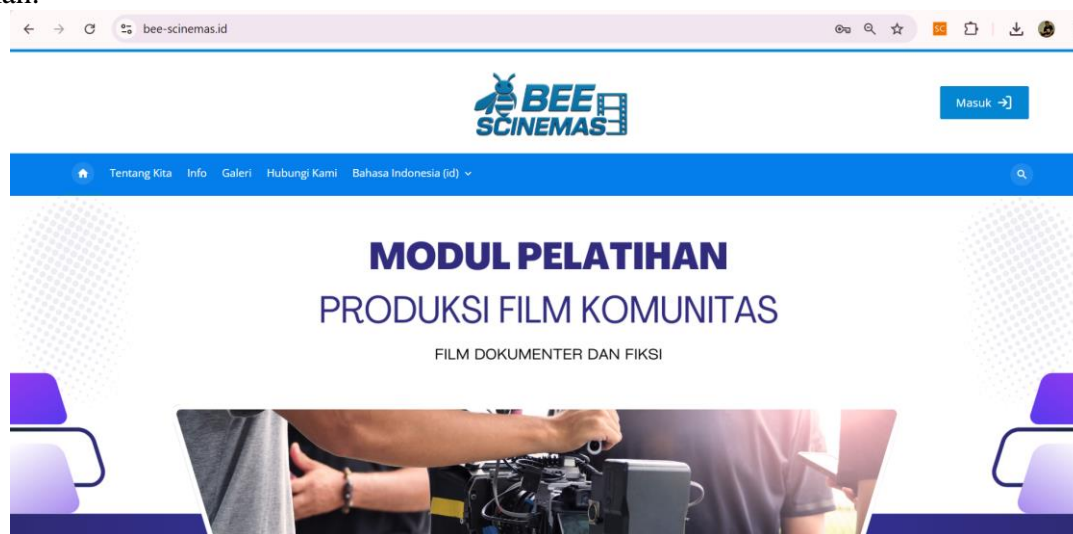 bee-scinemas.id
SC
BEE
SCINEMAS
Masuk
Tentang Kita Info Galeri Hubungi Kami Bahasa Indonesia (id)
MODUL PELATIHAN
PRODUKSI FILM KOMUNITAS
FILM DOKUMENTER DAN FIKSI